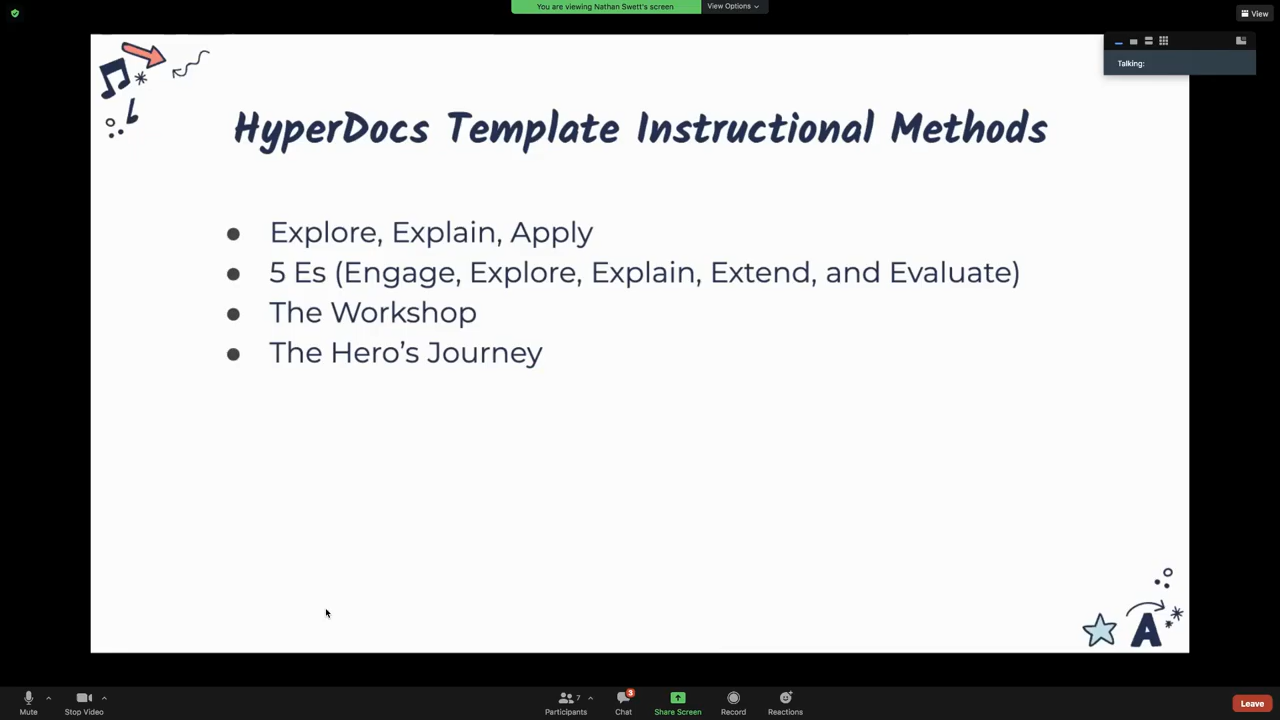 You are viewing Nathan Swett's screen
View Options
View
Talking:
HyperDocs Template Instructional Methods
● Explore, Explain, Apply
● 5 Es (Engage, Explore, Explain, Extend, and Evaluate)
● The Workshop
● The Hero’s Journey
A
Mute
Stop Video
7
Participants
3
Chat
Share Screen
Record
Reactions
Leave